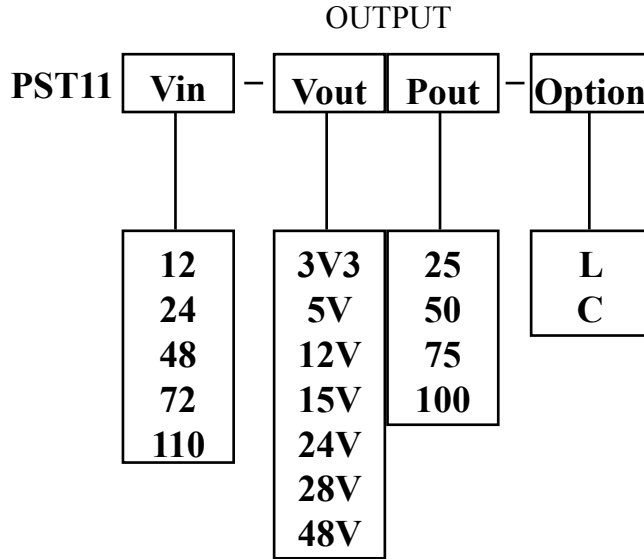 OUTPUT
PST11 Vin – Vout Pout – Option
12 3V3 25 L
24 5V 50 C
48 12V 75
72 15V 100
110 24V
28V
48V